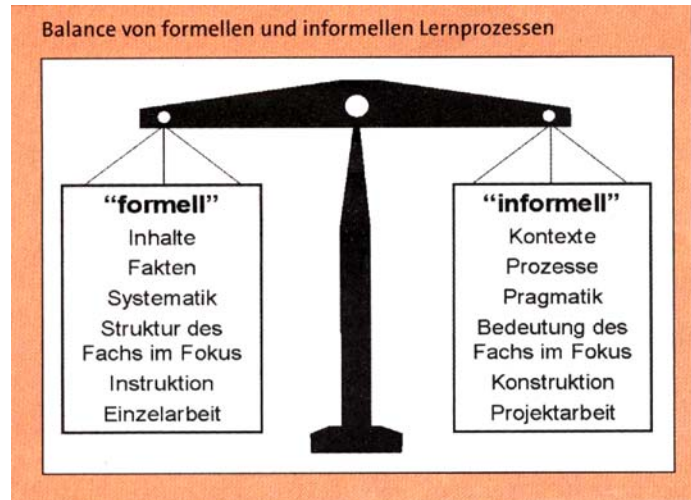 Balance von formellen und informellen Lernprozessen
“formell”
Inhalte
Fakten
Systematik
Struktur des
Fachs im Fokus
Instruktion
Einzelarbeit
“informell”
Kontexte
Prozesse
Pragmatik
Bedeutung des
Fachs im Fokus
Konstruktion
Projektarbeit